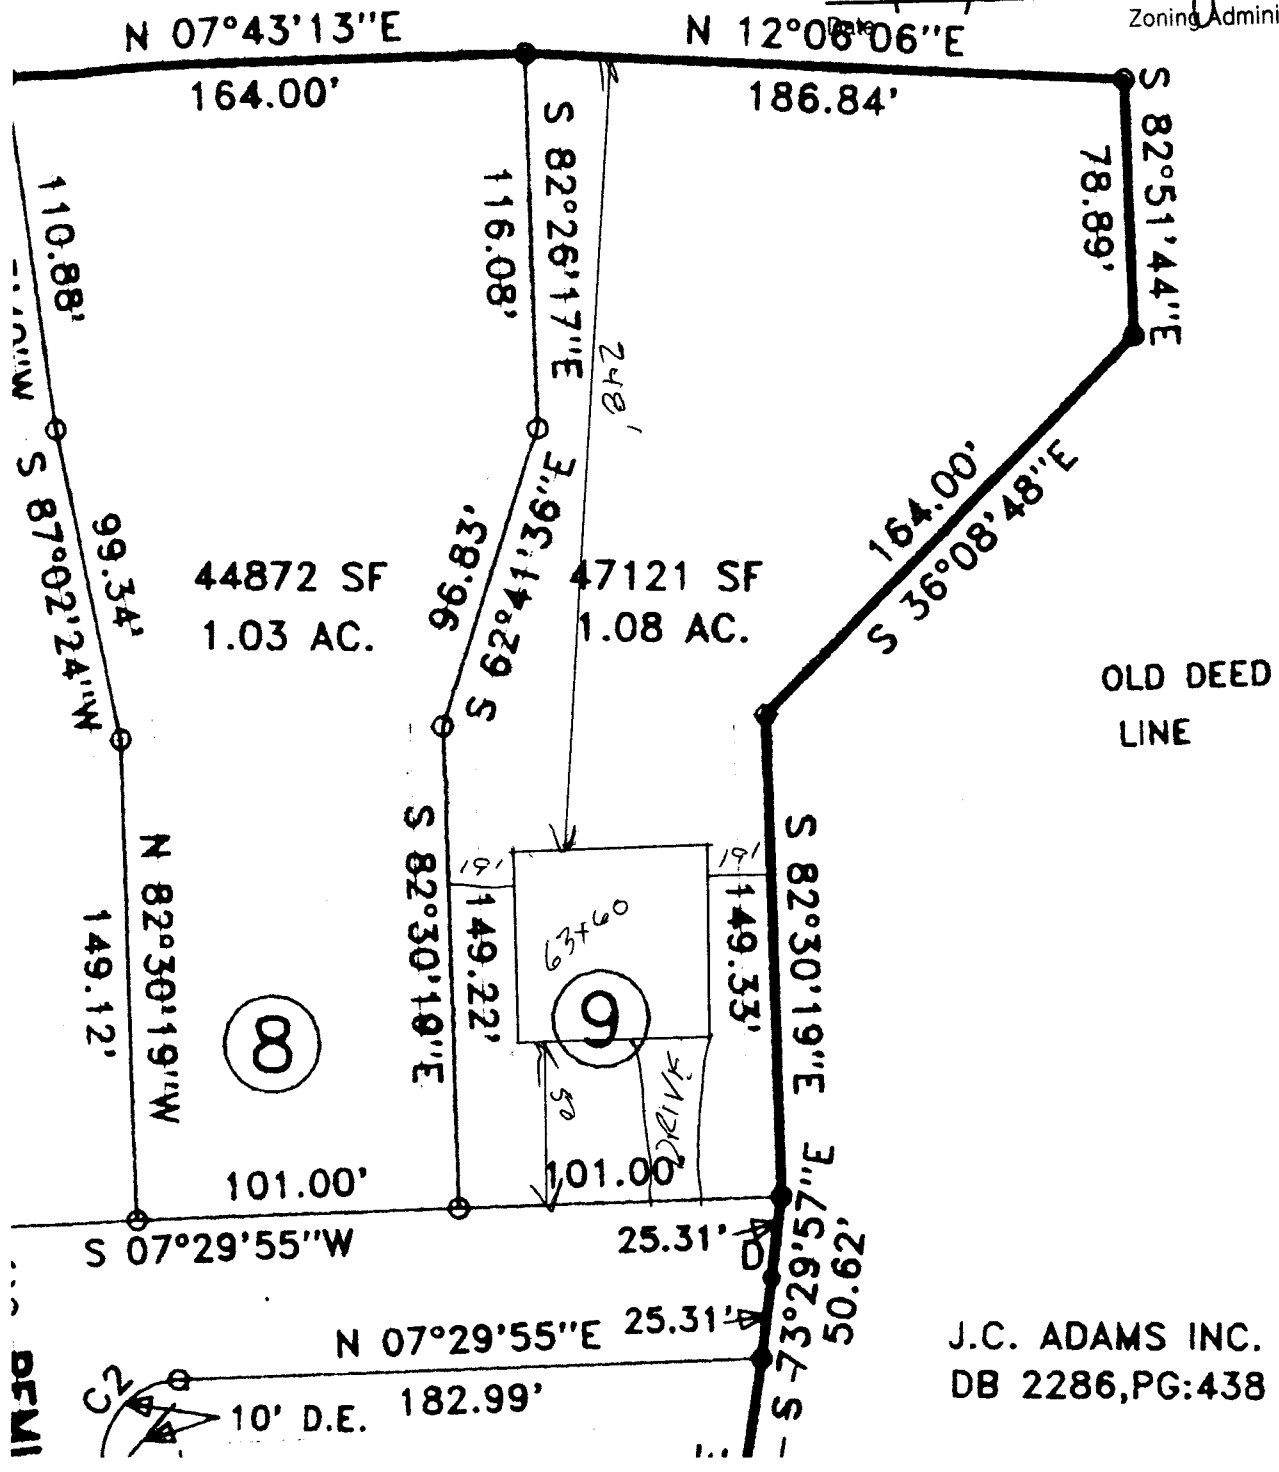 Date
Zoning Admini
N 07°43'13"E
N 12°06'06"E
164.00'
186.84'
S 82°51'44"E
78.89'
S 82°26'17"E
116.08'
110.88'
248'
S 87°02'24"W
99.34'
96.83'
S 62°41'36"E
164.00'
S 36°08'48"E
44872 SF
1.03 AC.
47121 SF
1.08 AC.
OLD DEED
LINE
N 82°30'19"W
149.12'
S 82°30'19"E
149.22'
19'
19'
63x60
149.33'
S 82°30'19"E
8
9
50
DRIVE
101.00'
101.00'
S 07°29'55"W
25.31'
D
25.31'
S 73°29'57"E
50.62'
N 07°29'55"E
182.99'
C2
10' D.E.
J.C. ADAMS INC.
DB 2286,PG:438